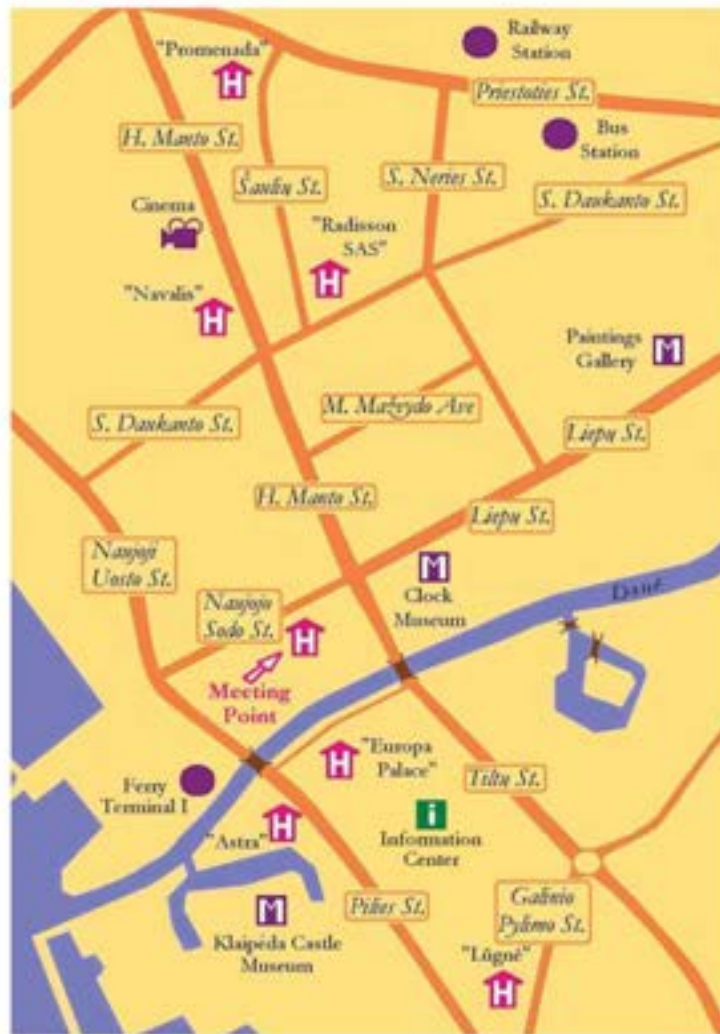 "Promenada"
H
Railway
Station
Priestoties St.
H. Manto St.
Bus
Station
Šaulių St.
S. Neries St.
S. Daukanto St.
Cinema
"Radisson
SAS"
H
"Navalis"
H
Paintings
Gallery
M
S. Daukanto St.
M. Mažvydo Ave
Liepų St.
H. Manto St.
Liepų St.
Naujoji
Uosto St.
M
Clock
Museum
Danė
Naujojo
Sodo St.
H
Meeting
Point
"Europa
Palace"
H
Tiltų St.
Ferry
Terminal I
"Astra"
H
i
Information
Center
M
Klaipėda Castle
Museum
Pilies St.
Galinio
Pylimo St.
"Lūgnė"
H